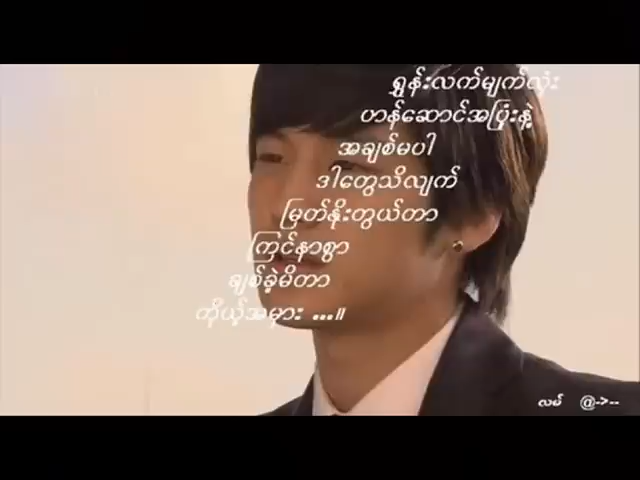 ရွှန်းလက်မျက်လုံး
ဟန်ဆောင်အပြုံးနဲ့
အချစ်မပါ
ဒါတွေသိလျက်
မြတ်နိုးတွယ်တာ
ကြင်နာစွာ
ချစ်ခဲ့မိတာ
ကိုယ့်အမှား ...။
လမ် @->--